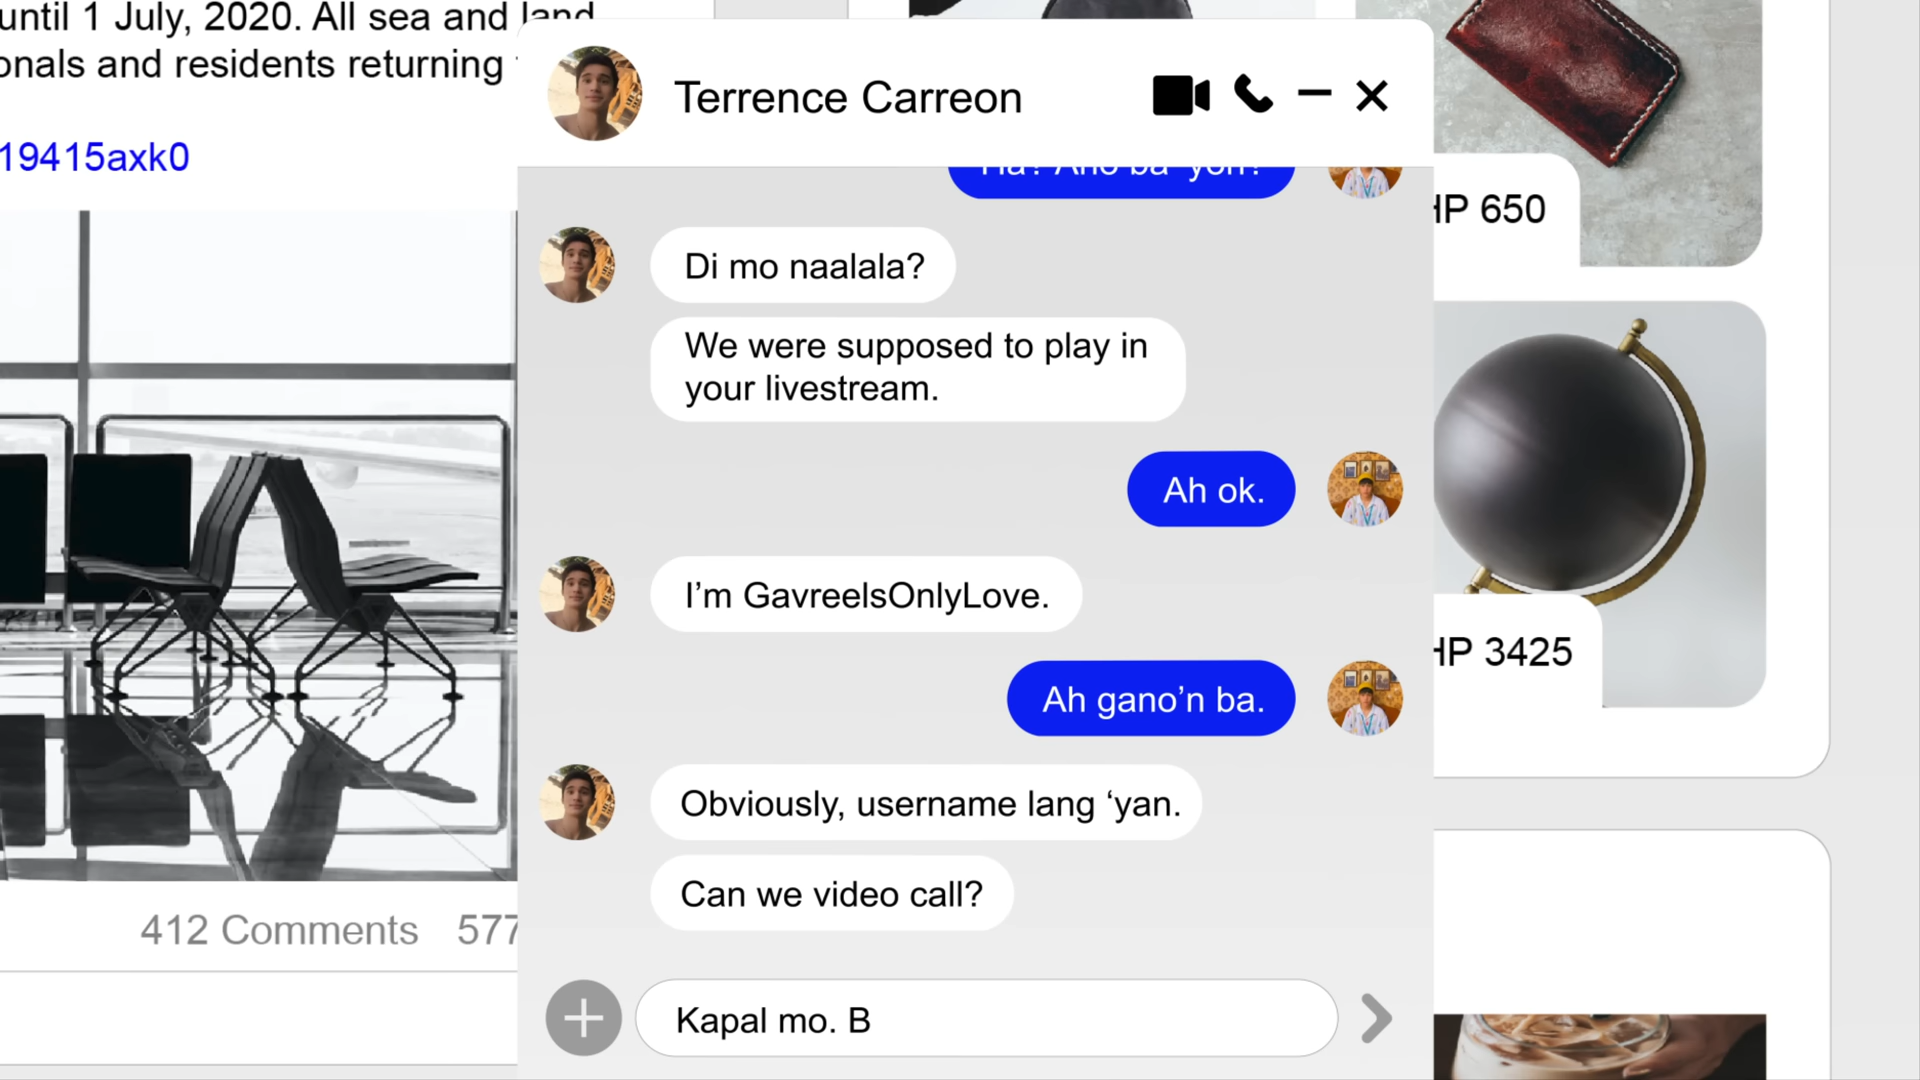 until 1 July, 2020. All sea and land
onals and residents returning
19415axk0
412 Comments 577
Terrence Carreon
Ha? Ano ba 'yon?
Di mo naalala?
We were supposed to play in
your livestream.
Ah ok.
I’m GavreelsOnlyLove.
Ah gano’n ba.
Obviously, username lang ‘yan.
Can we video call?
Kapal mo. B
HP 650
HP 3425